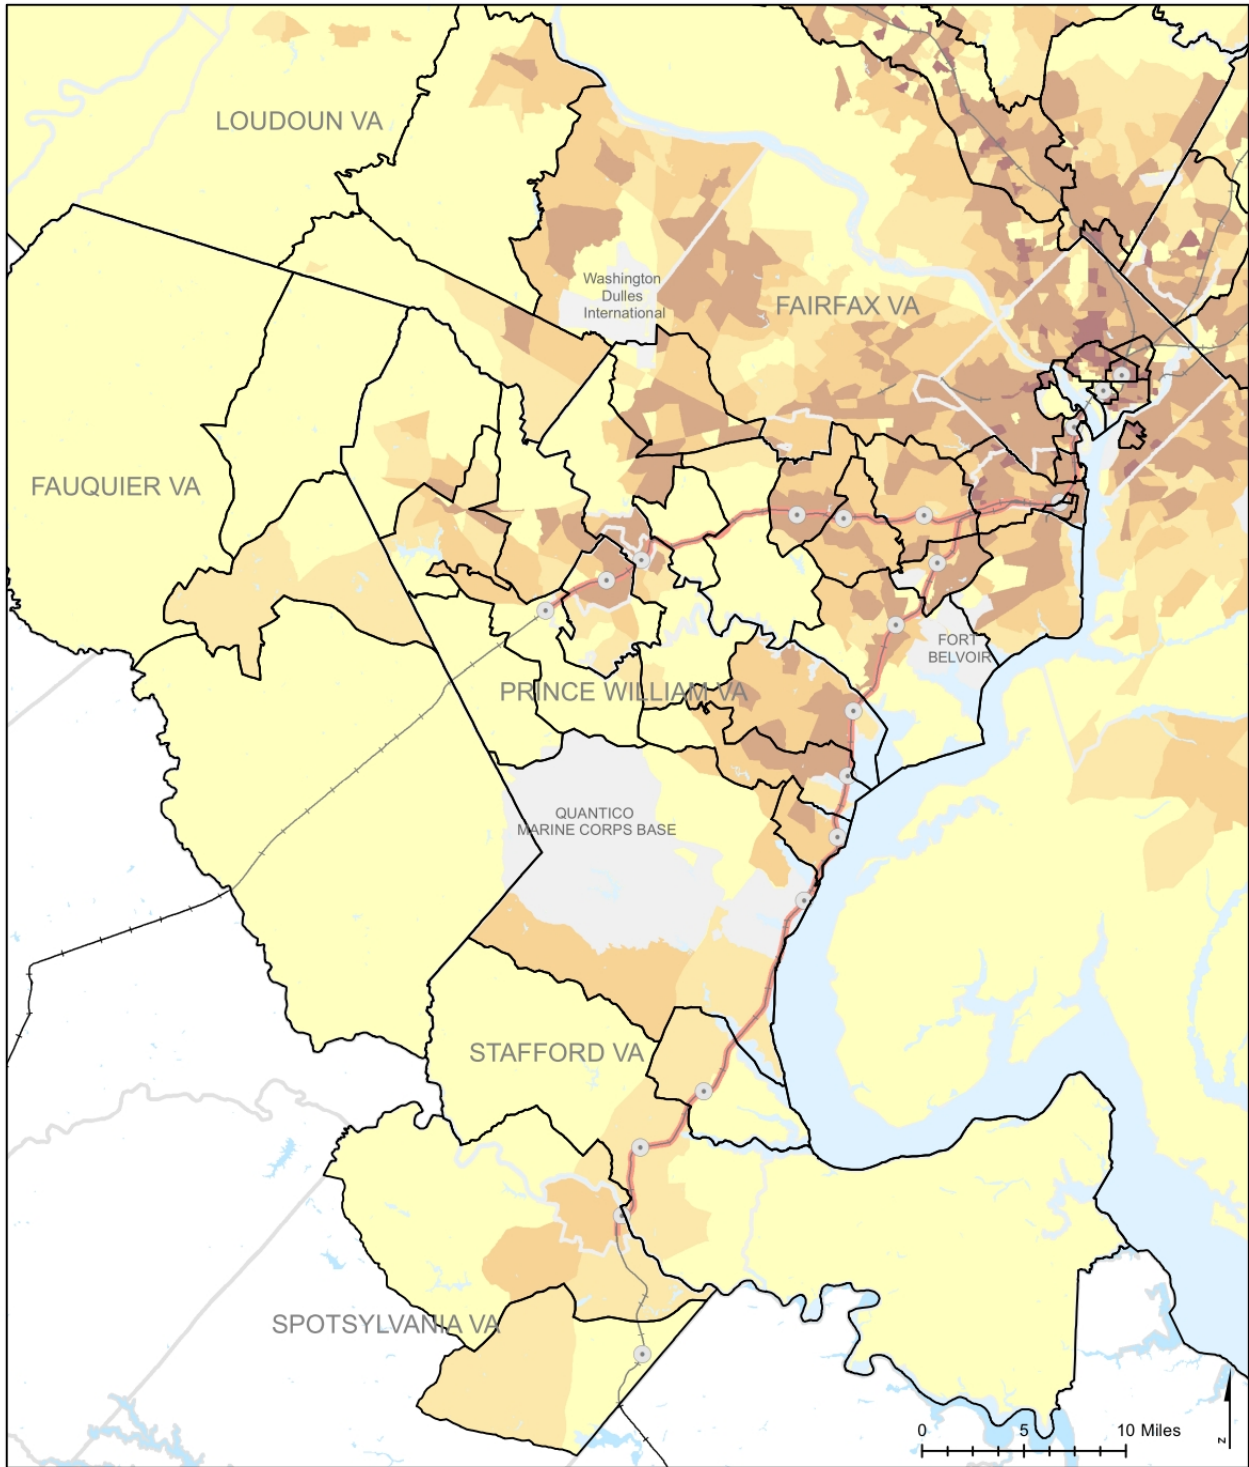 LOUDOUN VA
Washington
Dulles
International
FAIRFAX VA
FAUQUIER VA
FORT
BELVOIR
PRINCE WILLIAM VA
QUANTICO
MARINE CORPS BASE
STAFFORD VA
SPOTSYLVANIA VA
0 5 10 Miles
N